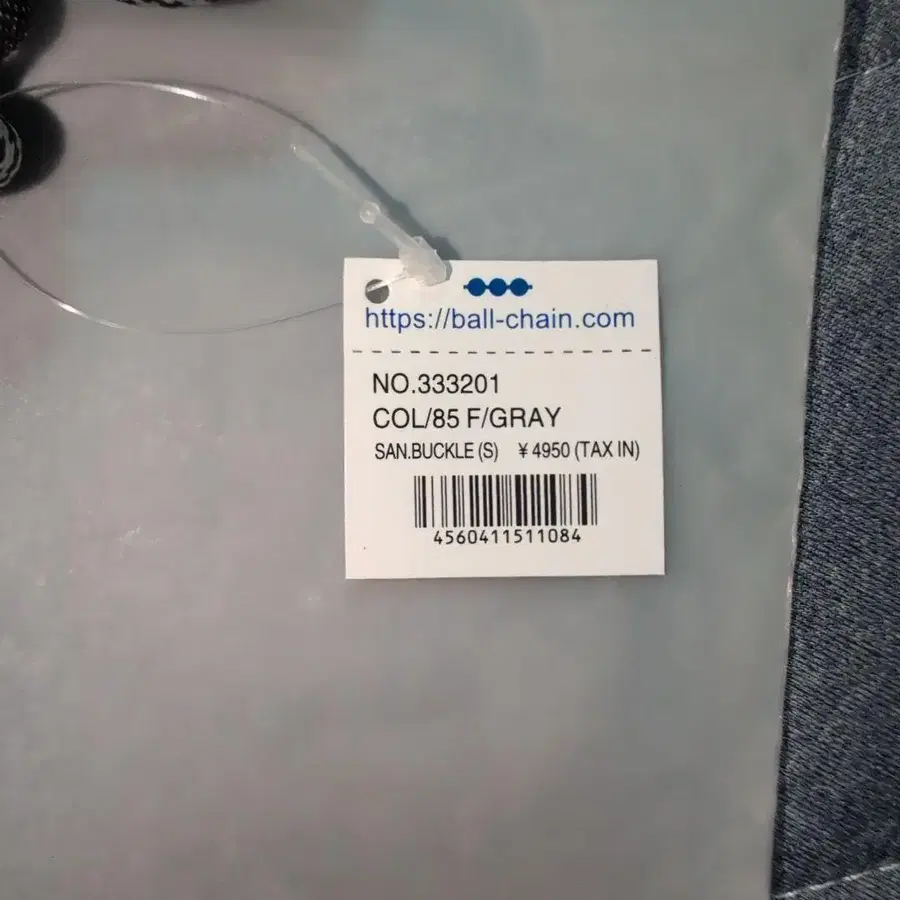 https://ball-chain.com
NO.333201
COL/85 F/GRAY
SAN.BUCKLE (S) ¥4950 (TAX IN)
4560411511084